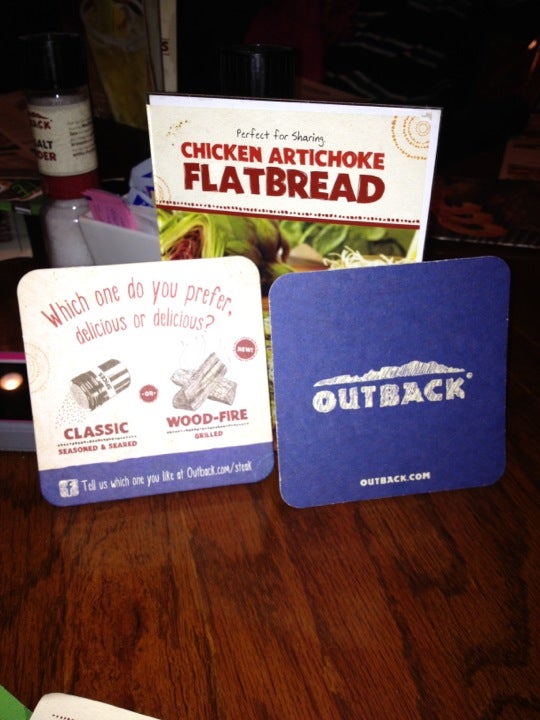 Perfect for Sharing
CHICKEN ARTICHOKE
FLATBREAD
Which one do you prefer,
delicious or delicious?
NEW!
-OR-
CLASSIC
SEASONED & SEARED
WOOD-FIRE
GRILLED
Tell us which one you like at Outback.com/steak
OUTBACK®
OUTBACK.COM